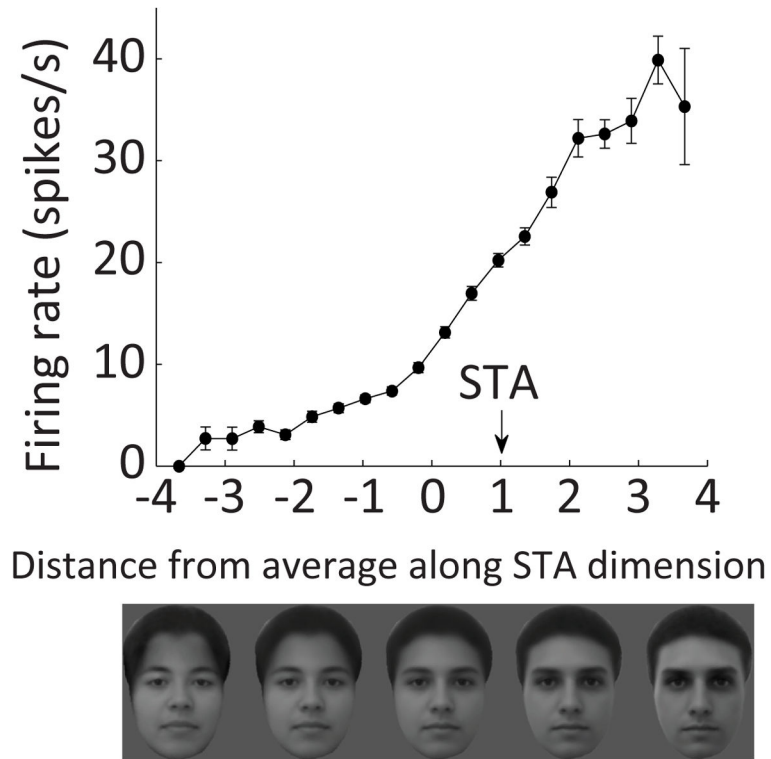 Firing rate (spikes/s)
40
30
20
10
0
STA
-4 -3 -2 -1 0 1 2 3 4
Distance from average along STA dimension